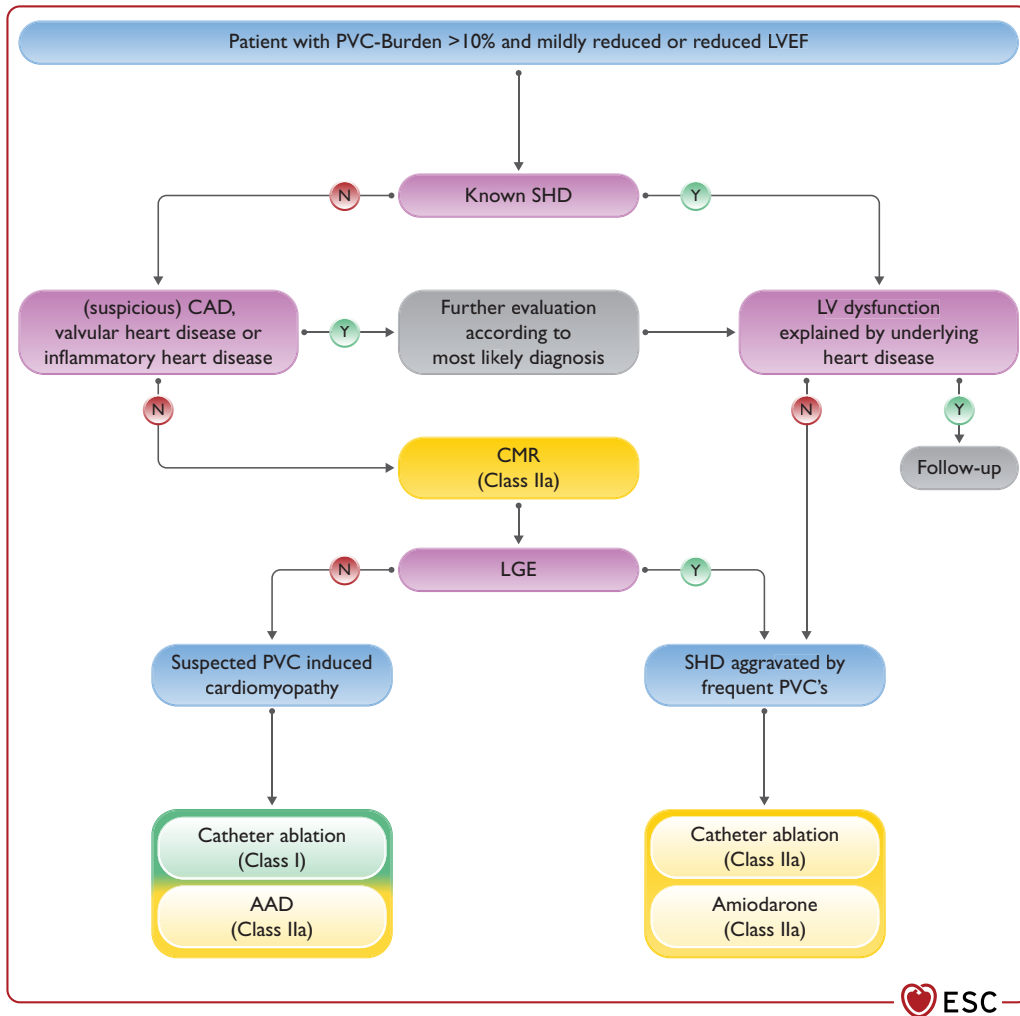 Patient with PVC-Burden >10% and mildly reduced or reduced LVEF
N
Known SHD
Y
(suspicious) CAD,
valvular heart disease or
inflammatory heart disease
Y
Further evaluation
according to
most likely diagnosis
LV dysfunction
explained by underlying
heart disease
N
N
Y
CMR
(Class IIa)
Follow-up
N
LGE
Y
Suspected PVC induced
cardiomyopathy
SHD aggravated by
frequent PVC's
Catheter ablation
(Class I)
AAD
(Class IIa)
Catheter ablation
(Class IIa)
Amiodarone
(Class IIa)
ESC